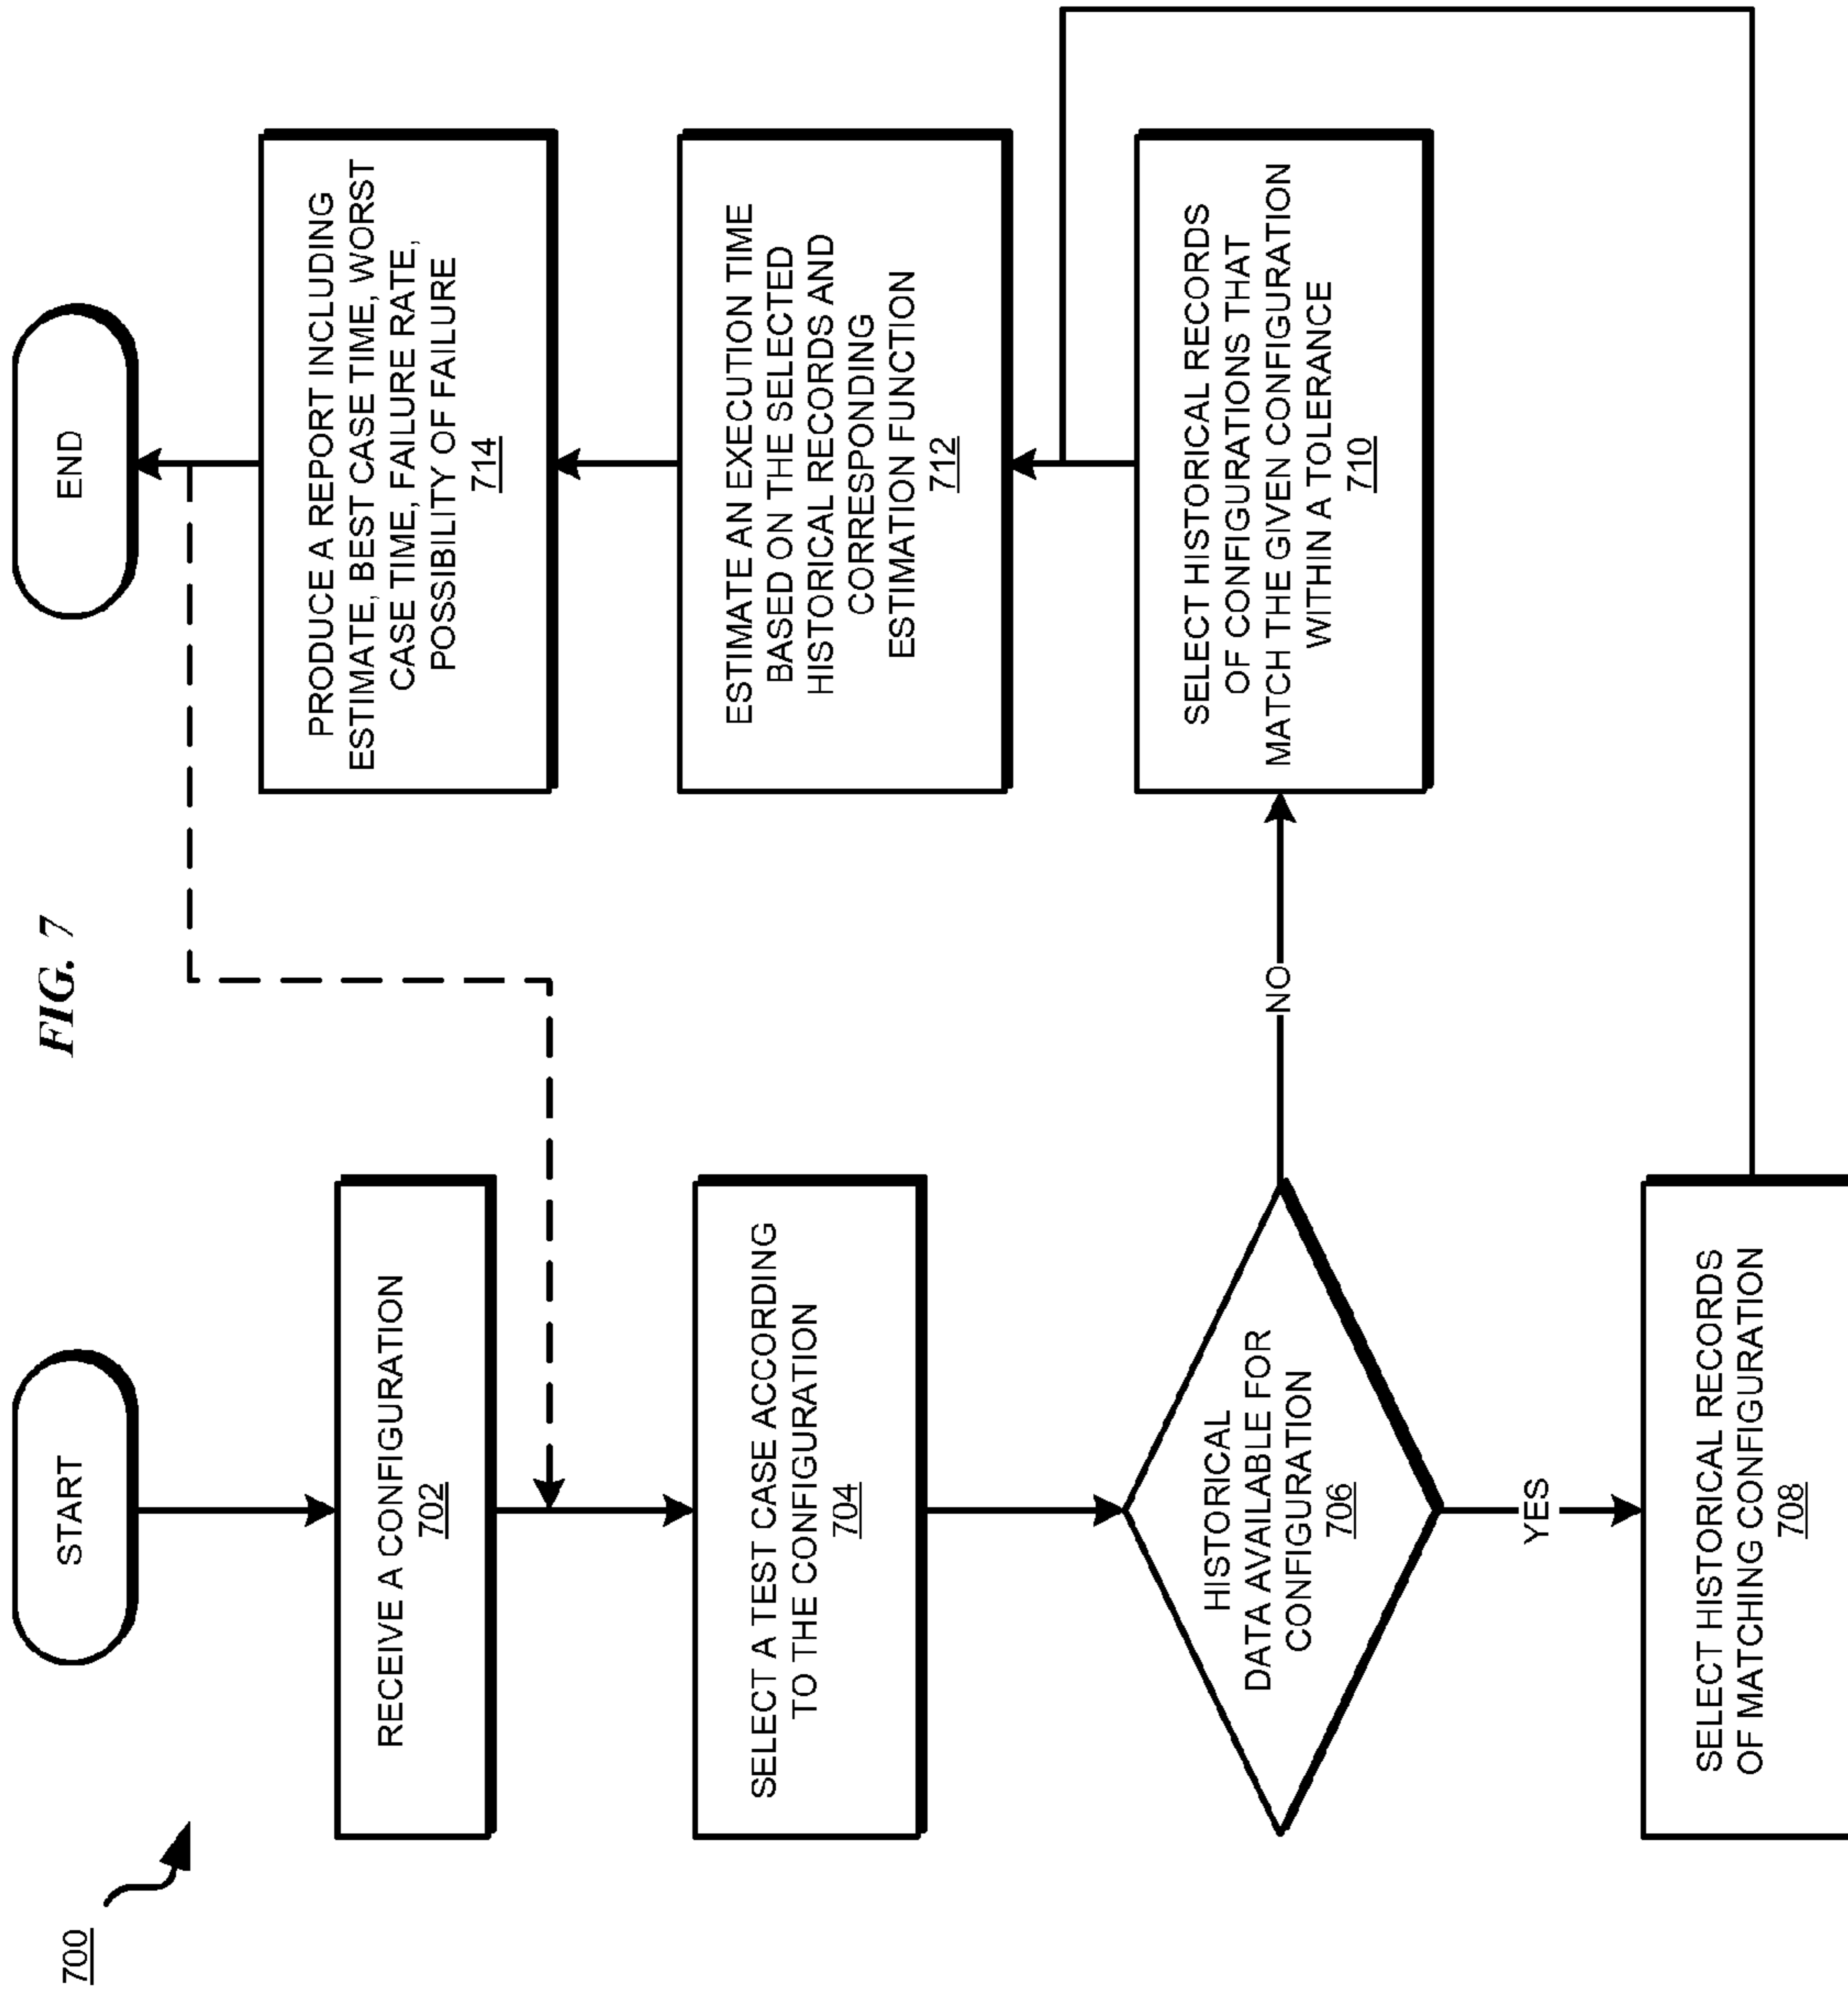 FIG. 7
700
START
RECEIVE A CONFIGURATION
702
SELECT A TEST CASE ACCORDING
TO THE CONFIGURATION
704
HISTORICAL
DATA AVAILABLE FOR
CONFIGURATION
706
YES
NO
SELECT HISTORICAL RECORDS
OF MATCHING CONFIGURATION
708
SELECT HISTORICAL RECORDS
OF CONFIGURATIONS THAT
MATCH THE GIVEN CONFIGURATION
WITHIN A TOLERANCE
710
ESTIMATE AN EXECUTION TIME
BASED ON THE SELECTED
HISTORICAL RECORDS AND
CORRESPONDING
ESTIMATION FUNCTION
712
PRODUCE A REPORT INCLUDING
ESTIMATE, BEST CASE TIME, WORST
CASE TIME, FAILURE RATE,
POSSIBILITY OF FAILURE
714
END